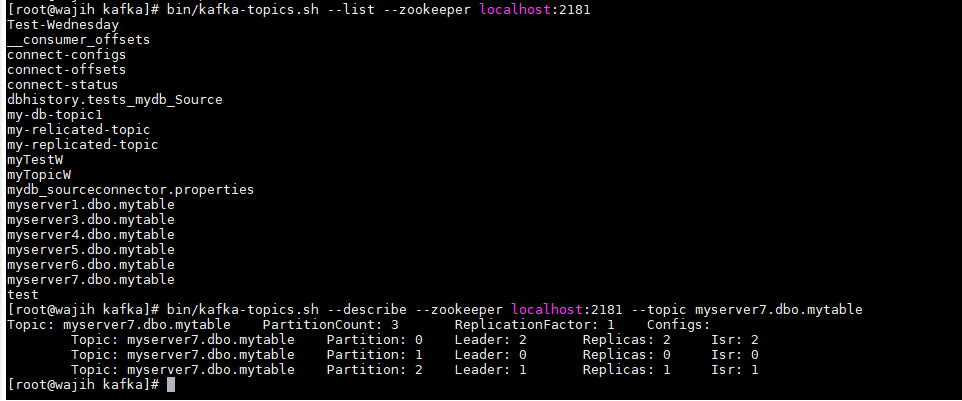 [root@wajih kafka]# bin/kafka-topics.sh --list --zookeeper localhost:2181
Test-Wednesday
__consumer_offsets
connect-configs
connect-offsets
connect-status
dbhistory.tests_mydb_Source
my-db-topic1
my-relicated-topic
my-replicated-topic
myTestW
myTopicW
mydb_sourceconnector.properties
myserver1.dbo.mytable
myserver3.dbo.mytable
myserver4.dbo.mytable
myserver5.dbo.mytable
myserver6.dbo.mytable
myserver7.dbo.mytable
test
[root@wajih kafka]# bin/kafka-topics.sh --describe --zookeeper localhost:2181 --topic myserver7.dbo.mytable
Topic: myserver7.dbo.mytable    PartitionCount: 3       ReplicationFactor: 1    Configs:
        Topic: myserver7.dbo.mytable    Partition: 0    Leader: 2       Replicas: 2     Isr: 2
        Topic: myserver7.dbo.mytable    Partition: 1    Leader: 0       Replicas: 0     Isr: 0
        Topic: myserver7.dbo.mytable    Partition: 2    Leader: 1       Replicas: 1     Isr: 1
[root@wajih kafka]#